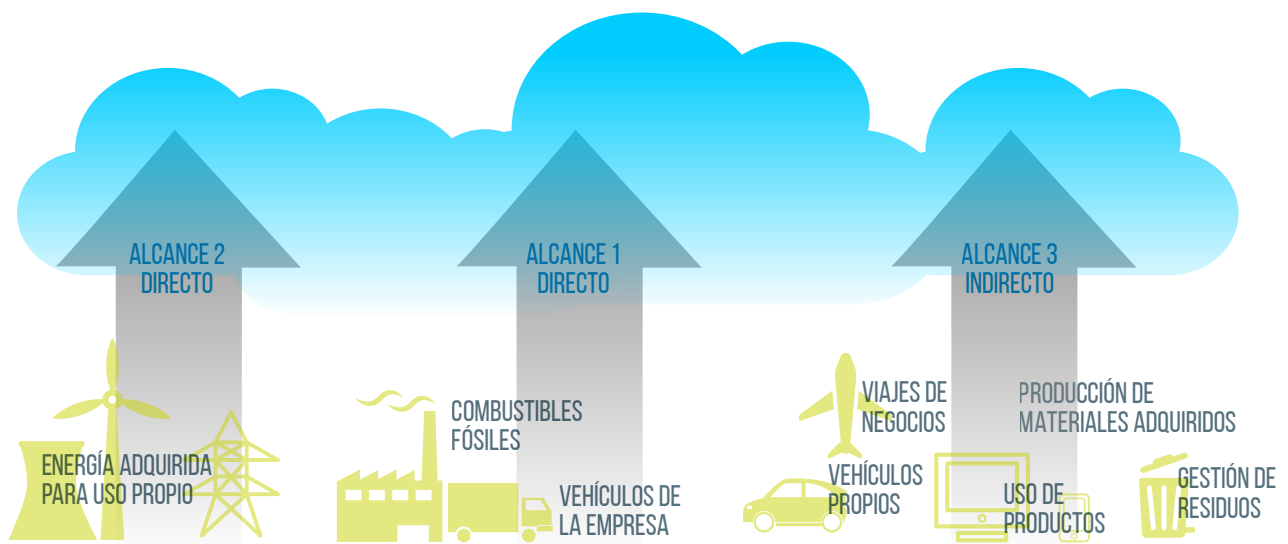 ALCANCE 2
DIRECTO
ALCANCE 1
DIRECTO
ALCANCE 3
INDIRECTO
ENERGÍA ADQUIRIDA
PARA USO PROPIO
COMBUSTIBLES
FÓSILES
VEHÍCULOS DE
LA EMPRESA
VIAJES DE
NEGOCIOS
PRODUCCIÓN DE
MATERIALES ADQUIRIDOS
VEHÍCULOS
PROPIOS
USO DE
PRODUCTOS
GESTIÓN DE
RESIDUOS